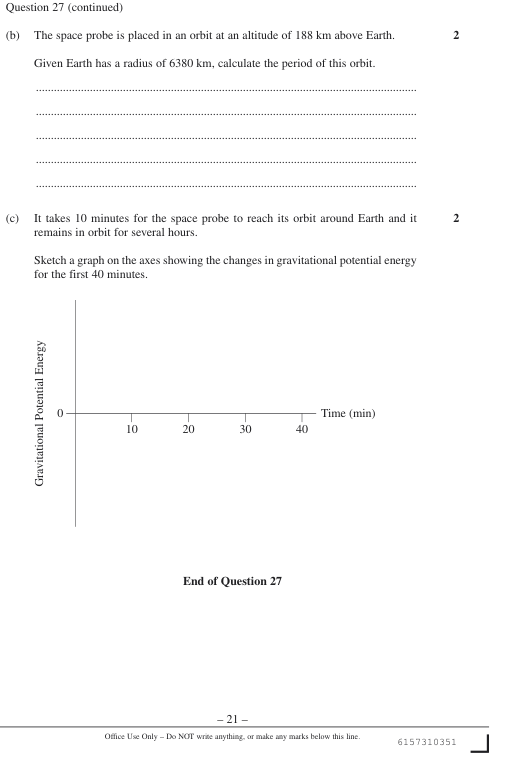 Question 27 (continued)
(b) The space probe is placed in an orbit at an altitude of 188 km above Earth. 2
Given Earth has a radius of 6380 km, calculate the period of this orbit.
..........................................................................................................................
..........................................................................................................................
..........................................................................................................................
..........................................................................................................................
..........................................................................................................................
(c) It takes 10 minutes for the space probe to reach its orbit around Earth and it 2
remains in orbit for several hours.
Sketch a graph on the axes showing the changes in gravitational potential energy
for the first 40 minutes.
Gravitational Potential Energy
0
Time (min)
10 20 30 40
End of Question 27
– 21 –
Office Use Only – Do NOT write anything, or make any marks below this line.
6157310351